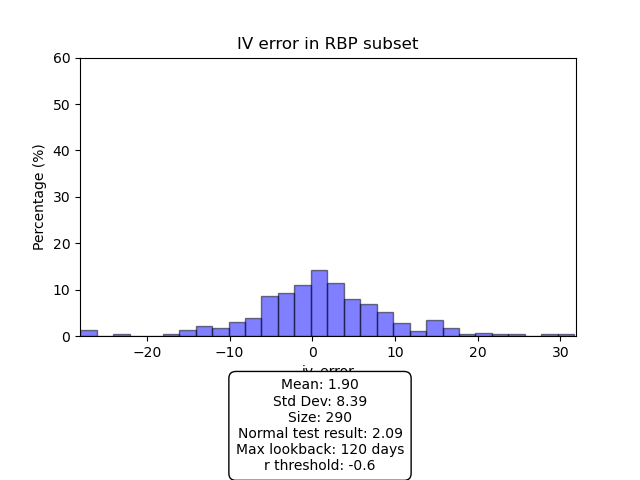 IV error in RBP subset
60
50
40
30
20
10
0
Percentage (%)
−20 −10 0 10 20 30
iv_error
Mean: 1.90
Std Dev: 8.39
Size: 290
Normal test result: 2.09
Max lookback: 120 days
r threshold: -0.6